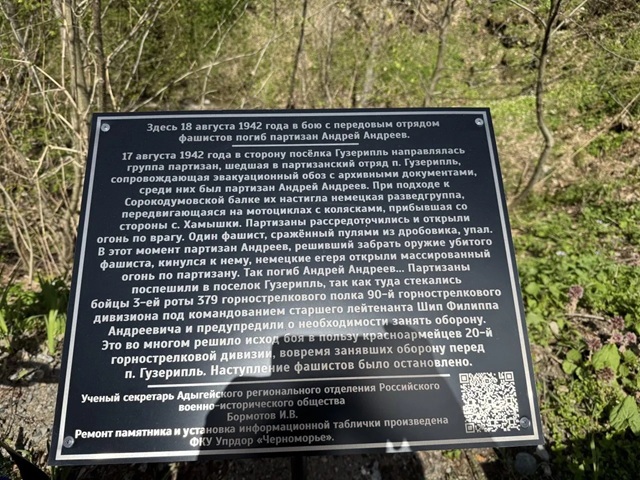 Здесь 18 августа 1942 года в бою с передовым отрядом
фашистов погиб партизан Андрей Андреев.
17 августа 1942 года в сторону посёлка Гузерипль направлялась
группа партизан, шедшая в партизанский отряд п. Гузерипль,
сопровождающая эвакуационный обоз с архивными документами,
среди них был партизан Андрей Андреев. При подходе к
Сорокодумовской балке их настигла немецкая разведгруппа,
передвигающаяся на мотоциклах с колясками, прибывшая со
стороны с. Хамышки. Партизаны рассредоточились и открыли
огонь по врагу. Один фашист, сражённый пулями из дробовика, упал.
В этот момент партизан Андреев, решивший забрать оружие убитого
фашиста, кинулся к нему, немецкие егеря открыли массированный
огонь по партизану. Так погиб Андрей Андреев... Партизаны
поспешили в поселок Гузерипль, так как туда стекались
бойцы 3-ей роты 379 горнострелкового полка 90-й горнострелкового
дивизиона под командованием старшего лейтенанта Шип Филиппа
Андреевича и предупредили о необходимости занять оборону.
Это во многом решило исход боя в пользу красноармейцев 20-й
горнострелковой дивизии, вовремя занявших оборону перед
п. Гузерипль. Наступление фашистов было остановлено.
Ученый секретарь Адыгейского регионального отделения Российского
военно-исторического общества
Бормотов И.В.
Ремонт памятника и установка информационной таблички произведена
ФКУ Упрдор «Черноморье».